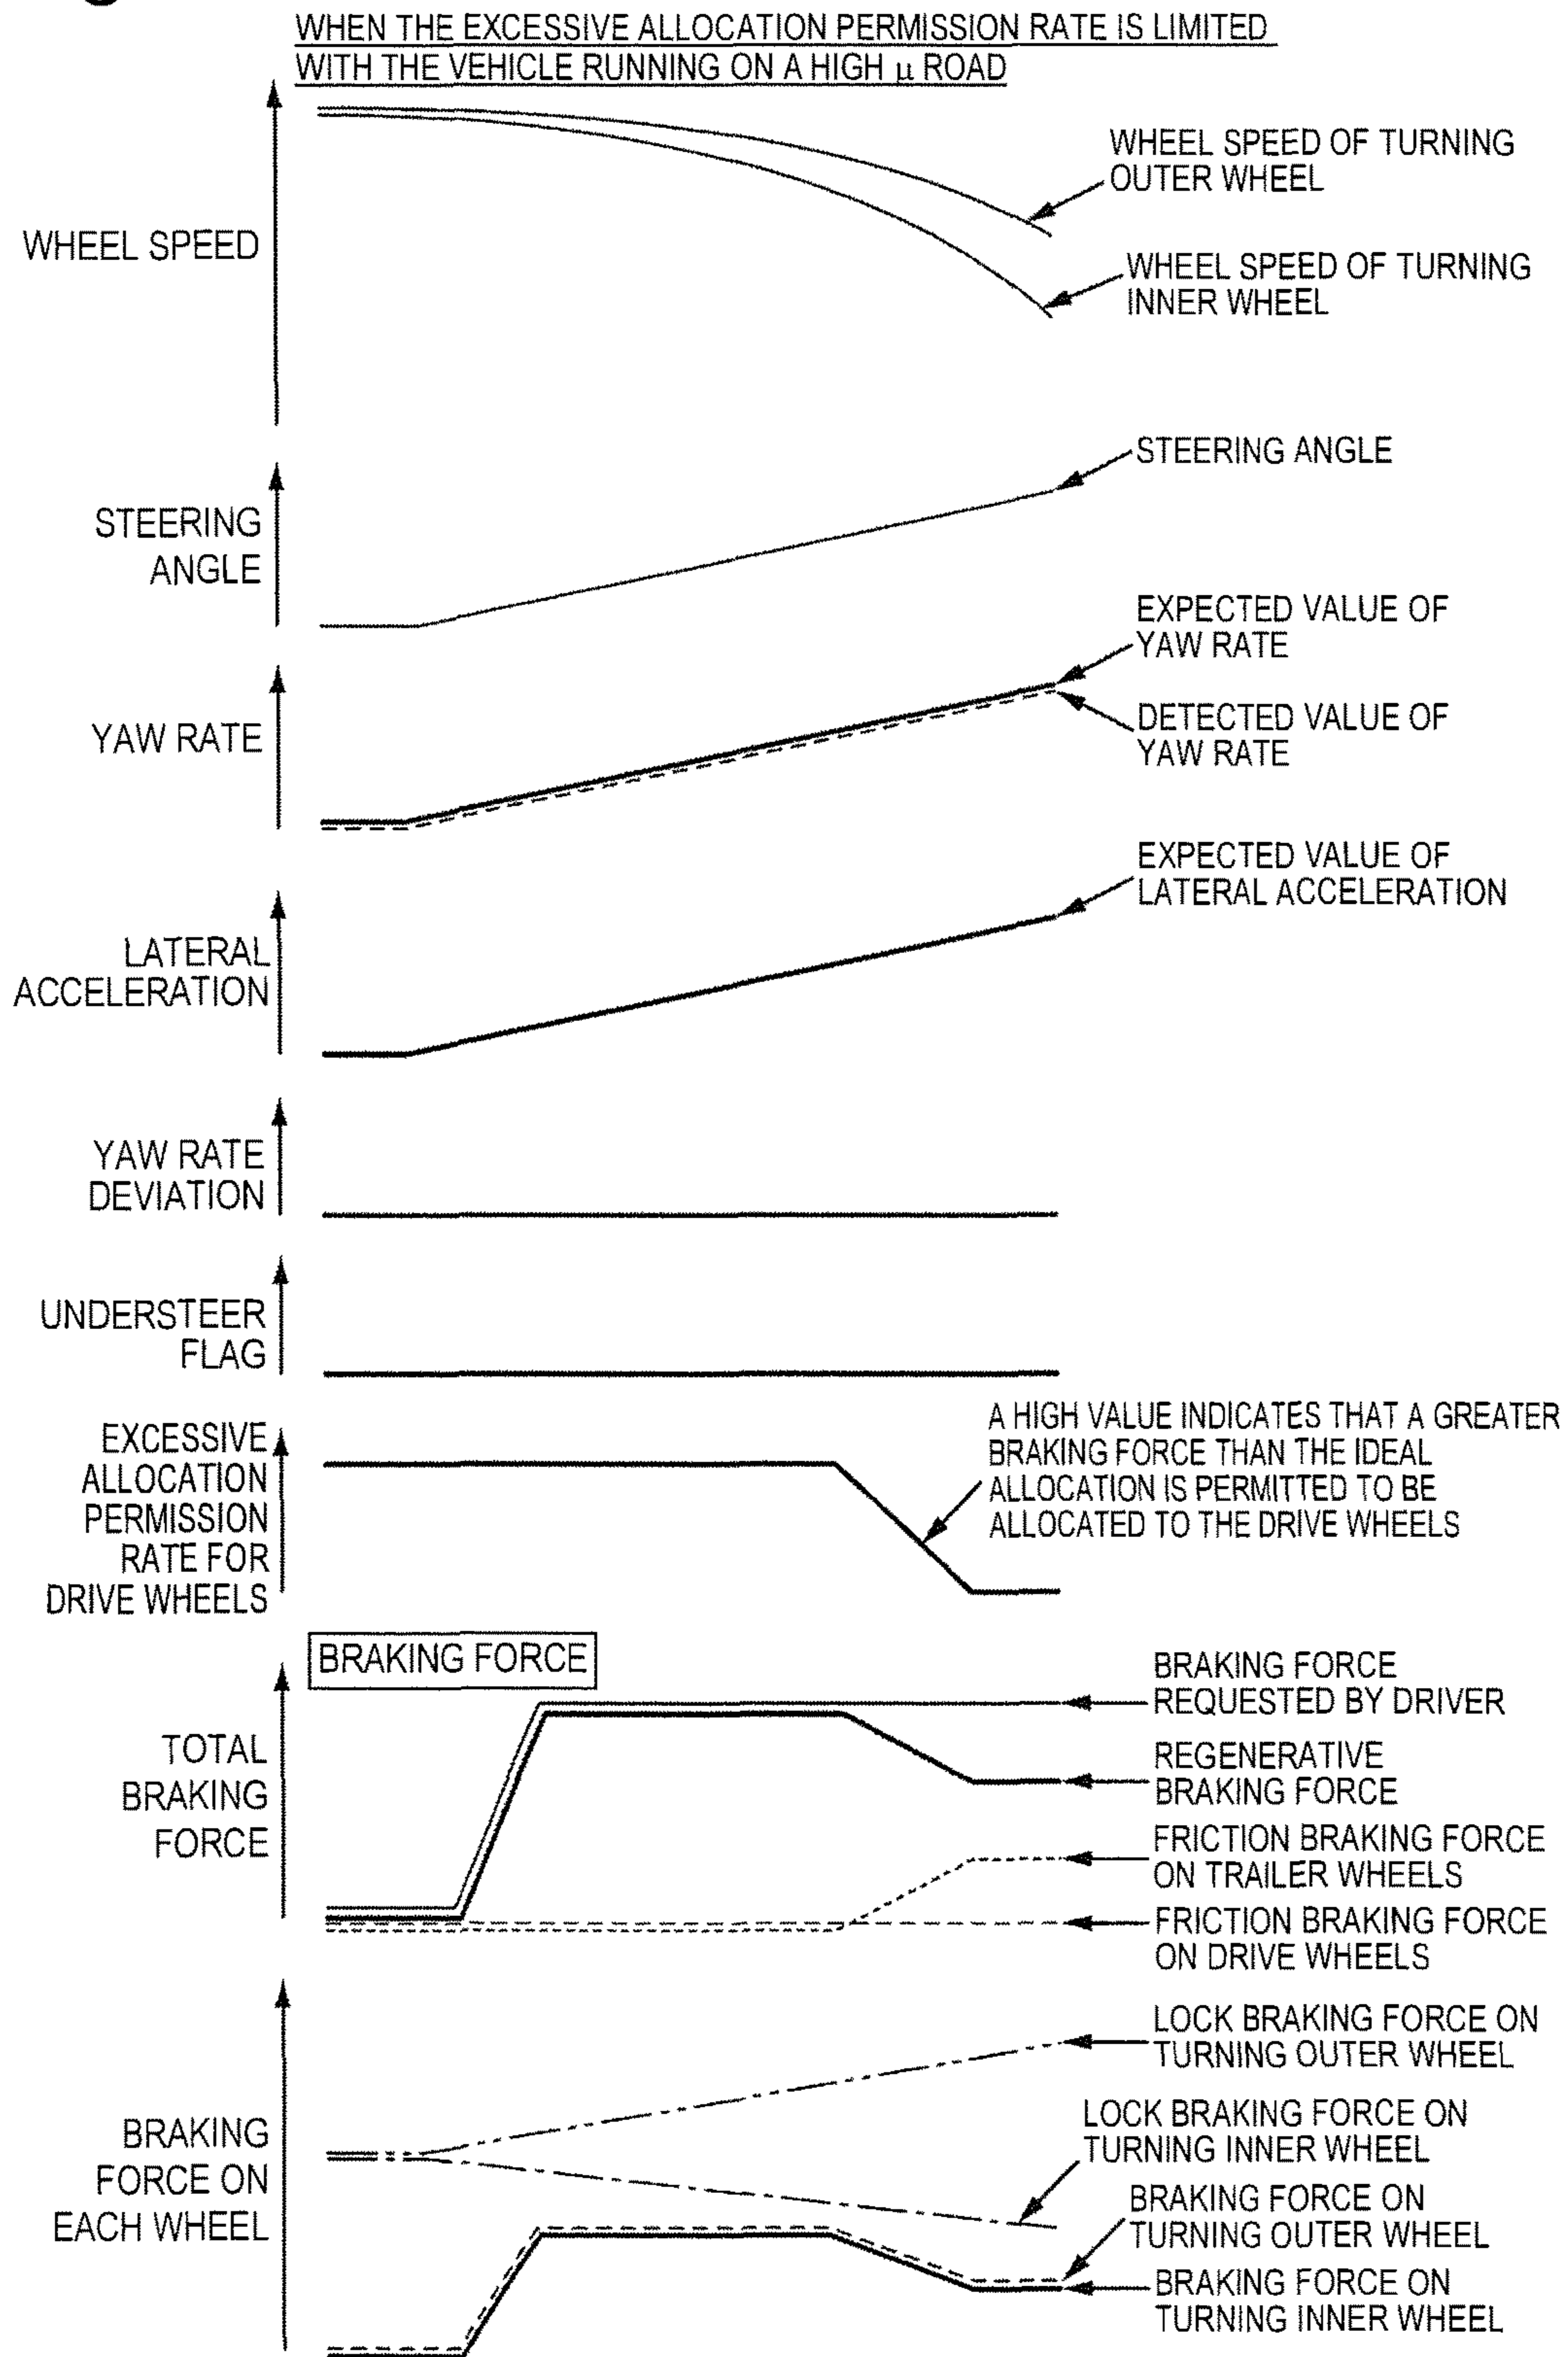 WHEN THE EXCESSIVE ALLOCATION PERMISSION RATE IS LIMITED
WITH THE VEHICLE RUNNING ON A HIGH μ ROAD
WHEEL SPEED
WHEEL SPEED OF TURNING
OUTER WHEEL
WHEEL SPEED OF TURNING
INNER WHEEL
STEERING
ANGLE
STEERING ANGLE
YAW RATE
EXPECTED VALUE OF
YAW RATE
DETECTED VALUE OF
YAW RATE
LATERAL
ACCELERATION
EXPECTED VALUE OF
LATERAL ACCELERATION
YAW RATE
DEVIATION
UNDERSTEER
FLAG
EXCESSIVE
ALLOCATION
PERMISSION
RATE FOR
DRIVE WHEELS
A HIGH VALUE INDICATES THAT A GREATER
BRAKING FORCE THAN THE IDEAL
ALLOCATION IS PERMITTED TO BE
ALLOCATED TO THE DRIVE WHEELS
BRAKING FORCE
TOTAL
BRAKING
FORCE
BRAKING FORCE
REQUESTED BY DRIVER
REGENERATIVE
BRAKING FORCE
FRICTION BRAKING FORCE
ON TRAILER WHEELS
FRICTION BRAKING FORCE
ON DRIVE WHEELS
BRAKING
FORCE ON
EACH WHEEL
LOCK BRAKING FORCE ON
TURNING OUTER WHEEL
LOCK BRAKING FORCE ON
TURNING INNER WHEEL
BRAKING FORCE ON
TURNING OUTER WHEEL
BRAKING FORCE ON
TURNING INNER WHEEL